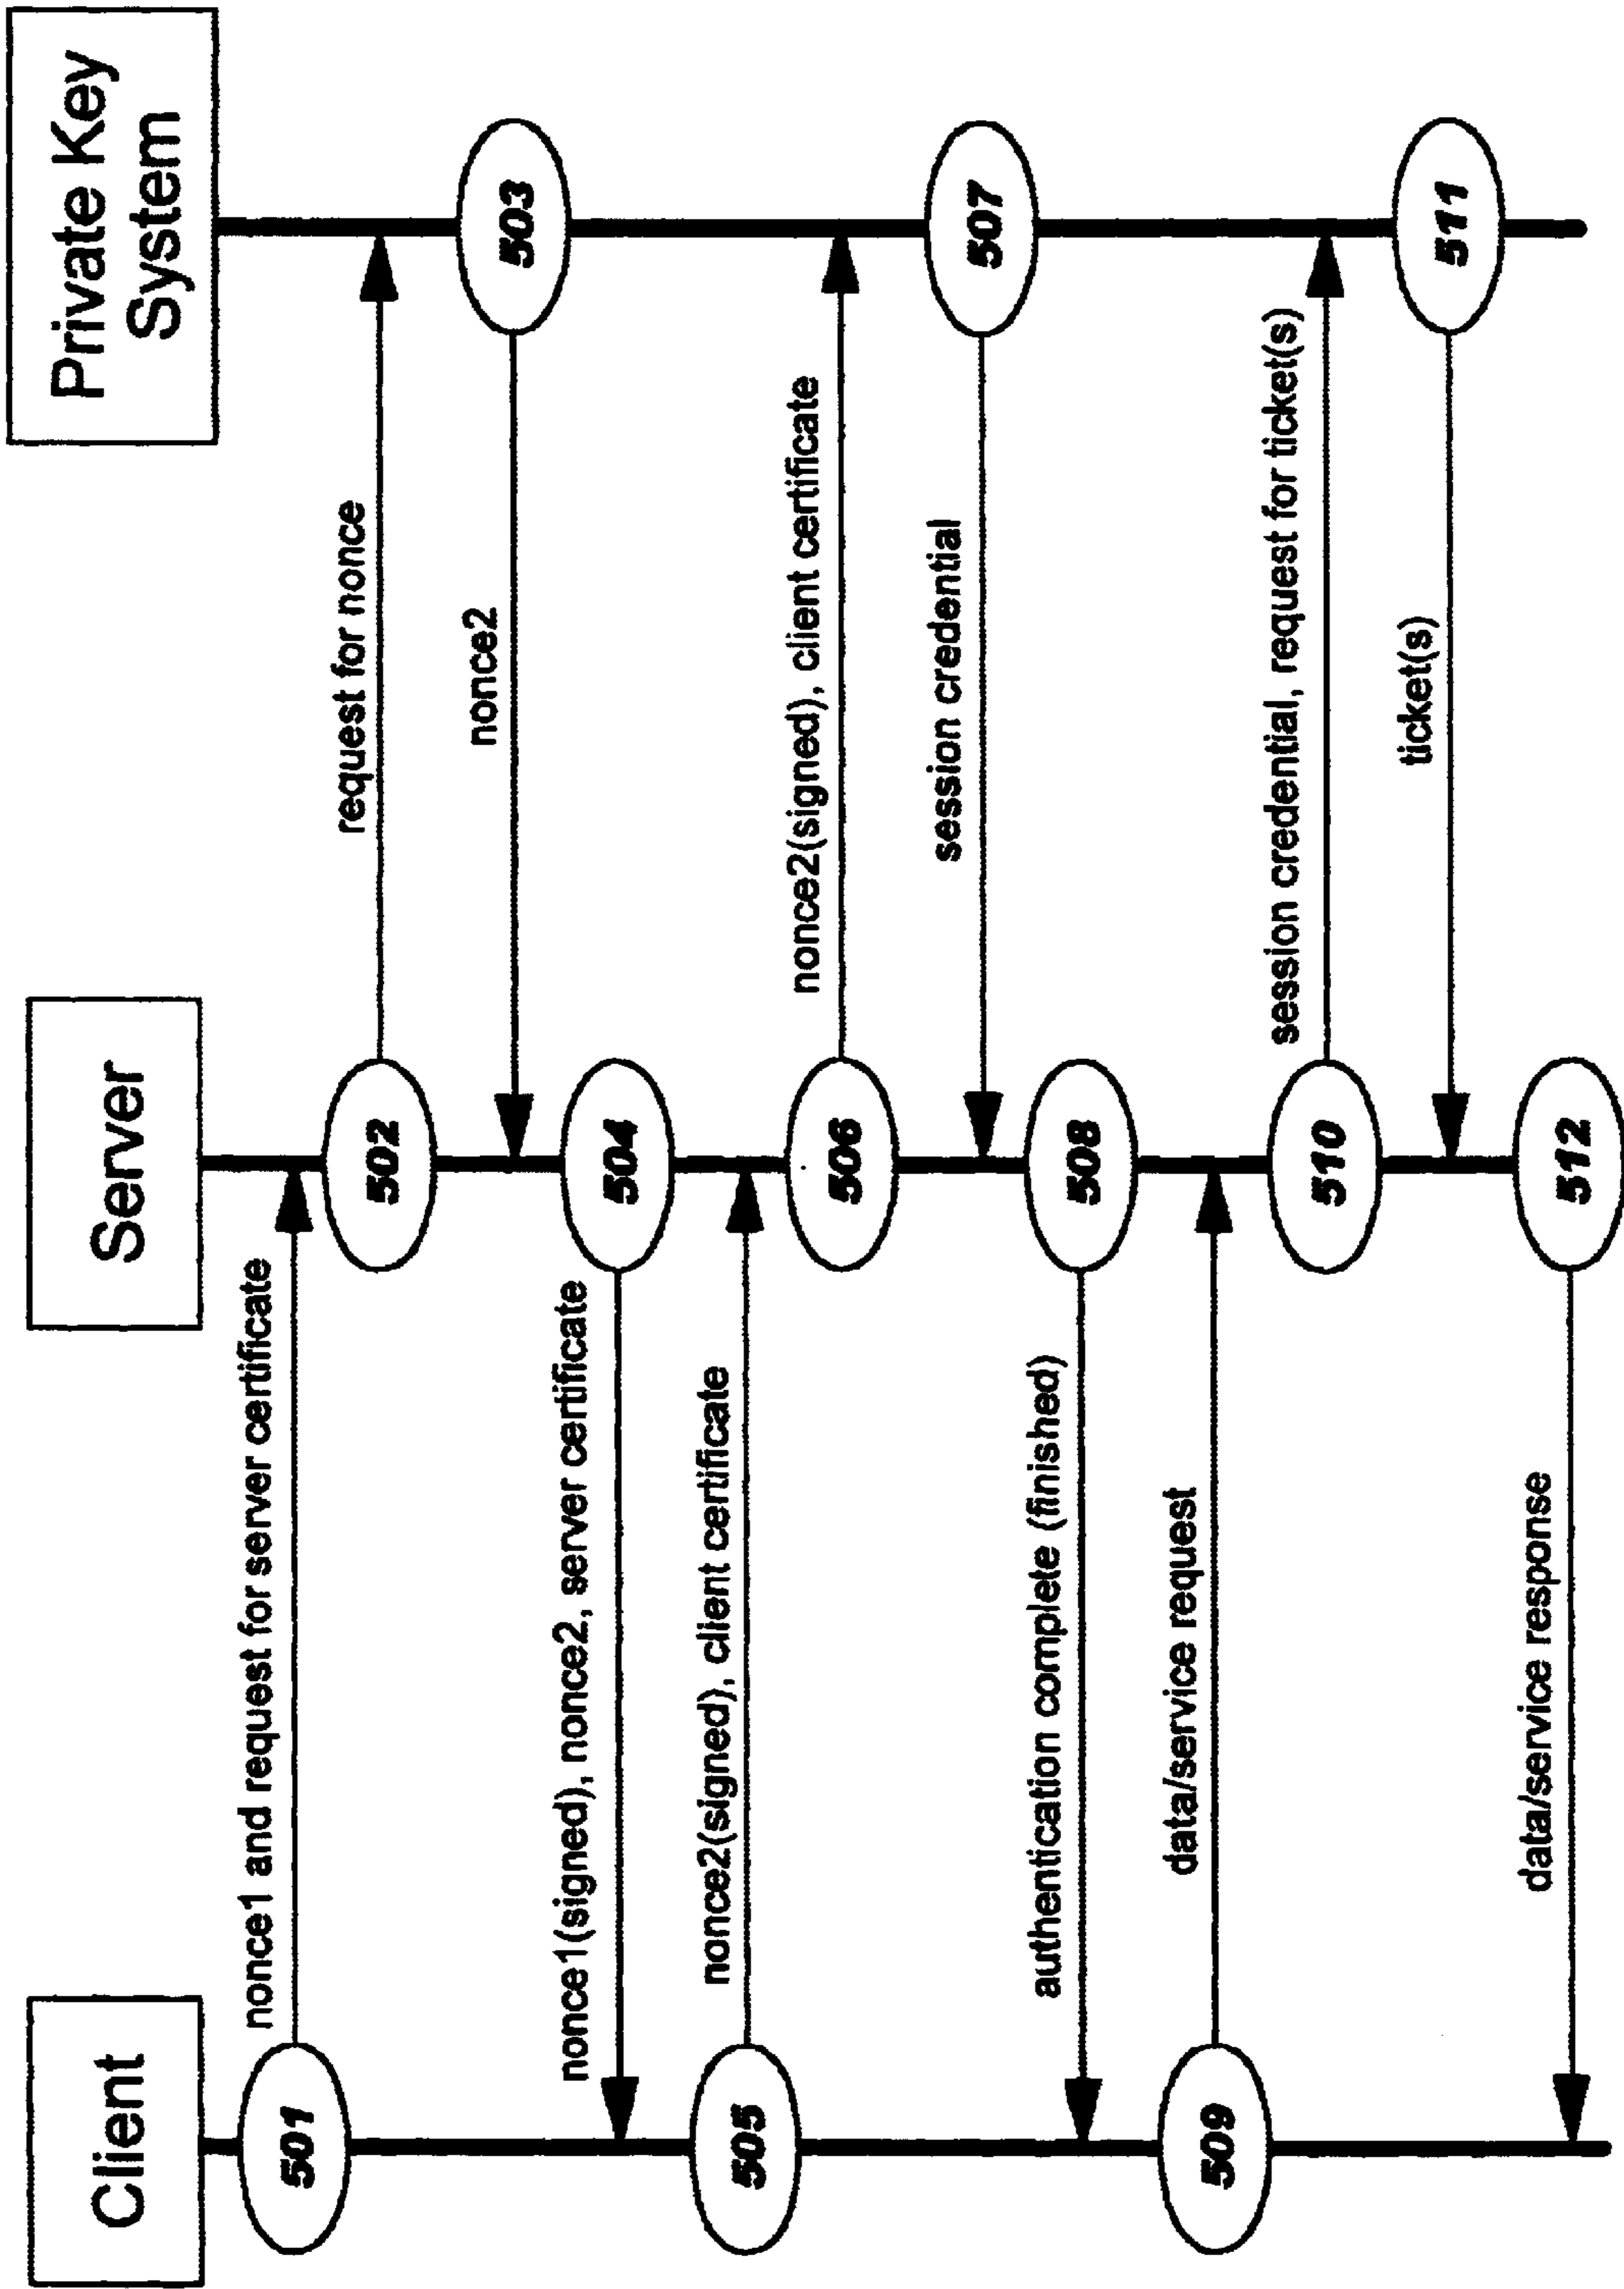 Client
Server
Private Key
System
501
nonce1 and request for server certificate
502
request for nonce
503
nonce2
504
nonce1(signed), nonce2, server certificate
505
nonce2(signed), client certificate
506
nonce2(signed), client certificate
507
session credential
508
authentication complete (finished)
509
data/service request
510
session credential, request for ticket(s)
511
ticket(s)
512
data/service response